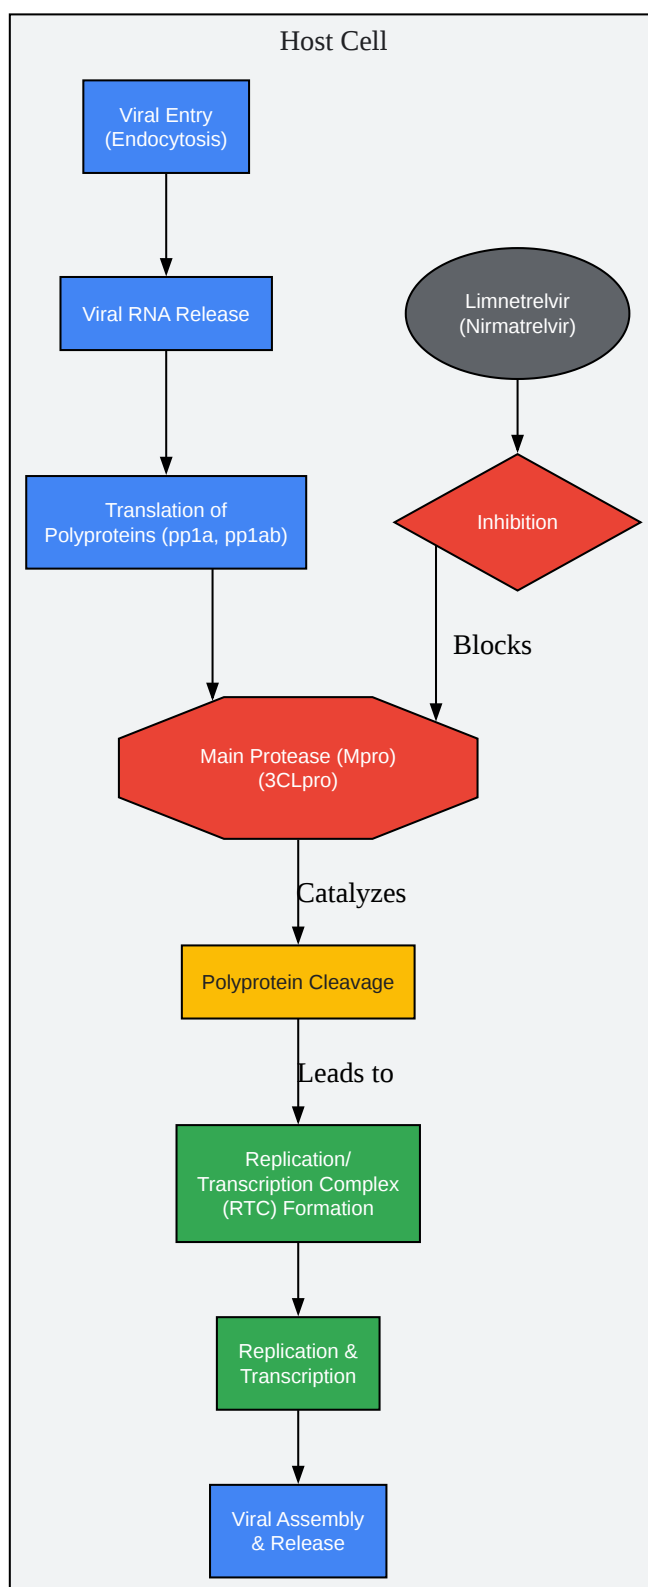 Host Cell
Viral Entry
(Endocytosis)
Viral RNA Release
Limnetrelvir
(Nirmatrelvir)
Translation of
Polyproteins (pp1a, pp1ab)
Inhibition
Blocks
Main Protease (Mpro)
(3CLpro)
Catalyzes
Polyprotein Cleavage
Leads to
Replication/
Transcription Complex
(RTC) Formation
Replication &
Transcription
Viral Assembly
& Release